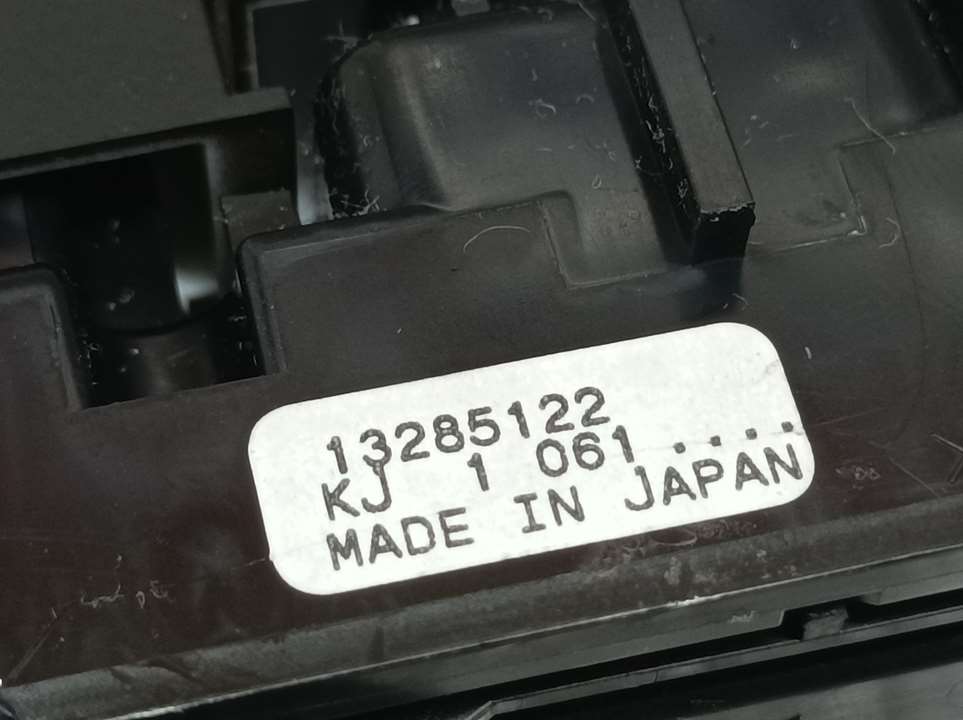 13285122
KJ 1 061 ....
MADE IN JAPAN